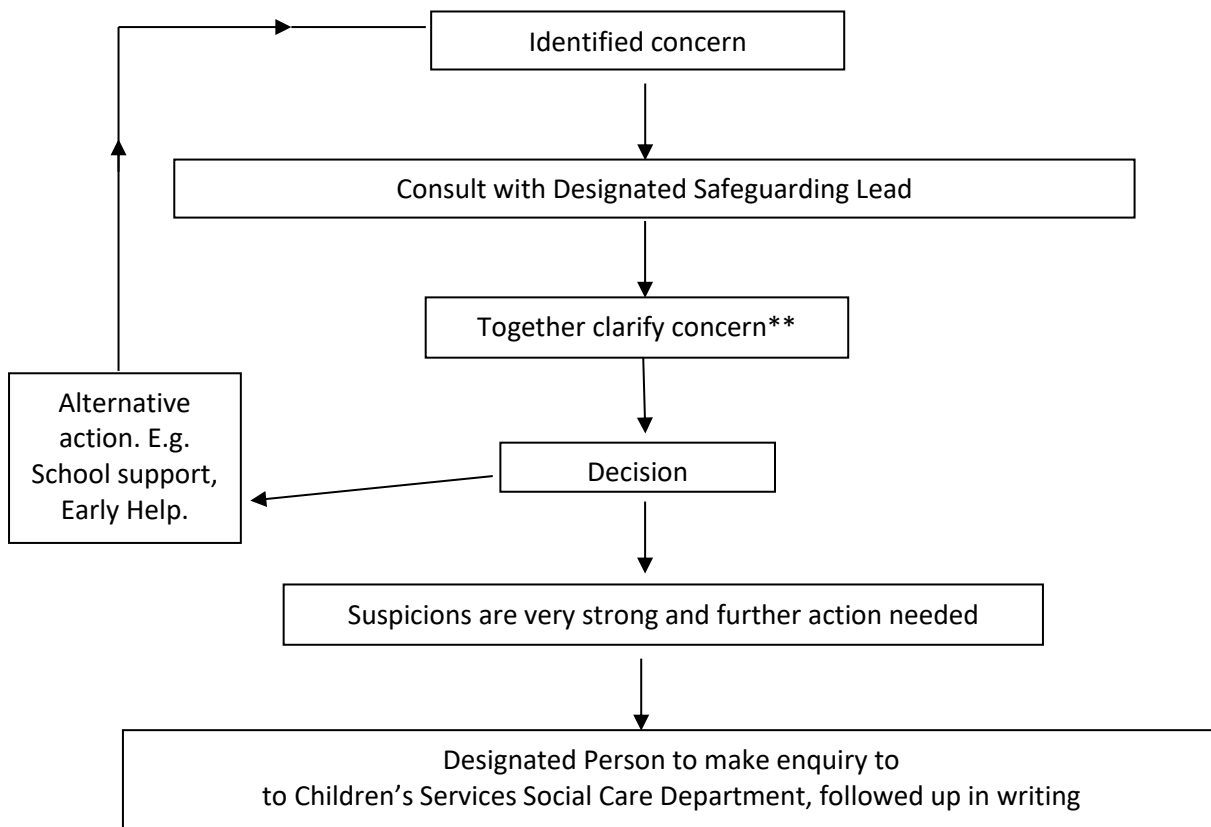 Identified concern
Consult with Designated Safeguarding Lead
Together clarify concern**
Alternative
action. E.g.
School support,
Early Help.
Decision
Suspicions are very strong and further action needed
Designated Person to make enquiry to
to Children’s Services Social Care Department, followed up in writing